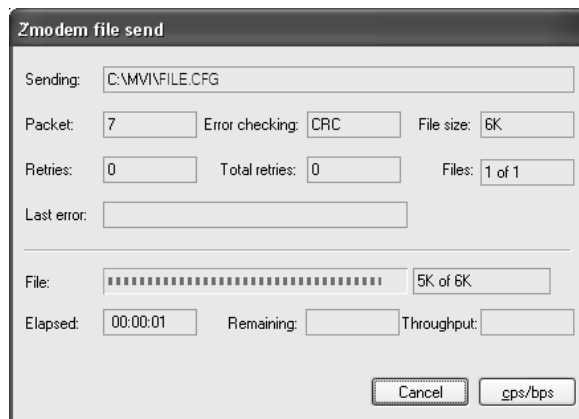 Zmodem file send
Sending: C:\MVI\FILE.CFG
Packet: 7 Error checking: CRC File size: 6K
Retries: 0 Total retries: 0 Files: 1 of 1
Last error:
File: 5K of 6K
Elapsed: 00:00:01 Remaining: Throughput:
Cancel cps/bps